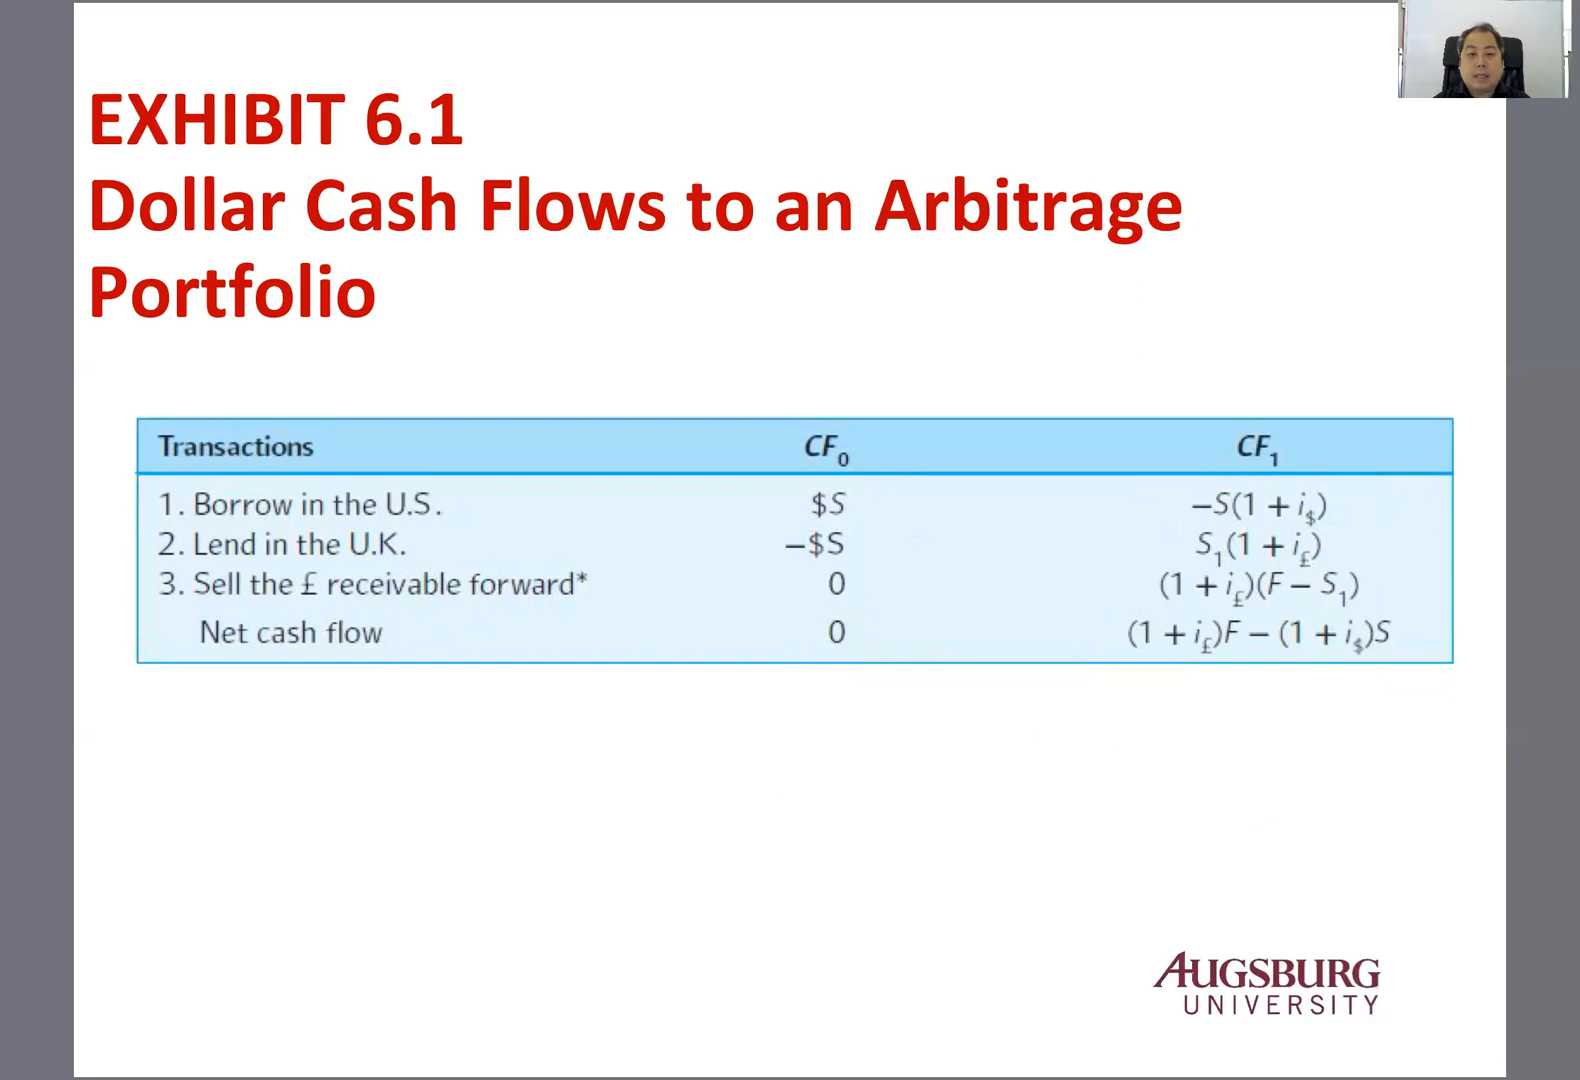 EXHIBIT 6.1
Dollar Cash Flows to an Arbitrage
Portfolio
Transactions CF₀ CF₁
1. Borrow in the U.S. $S −S(1 + i$)
2. Lend in the U.K. −$S S₁(1 + i£)
3. Sell the £ receivable forward* 0 (1 + i£)(F − S₁)
Net cash flow 0 (1 + i£)F − (1 + i$)S
AUGSBURG
UNIVERSITY